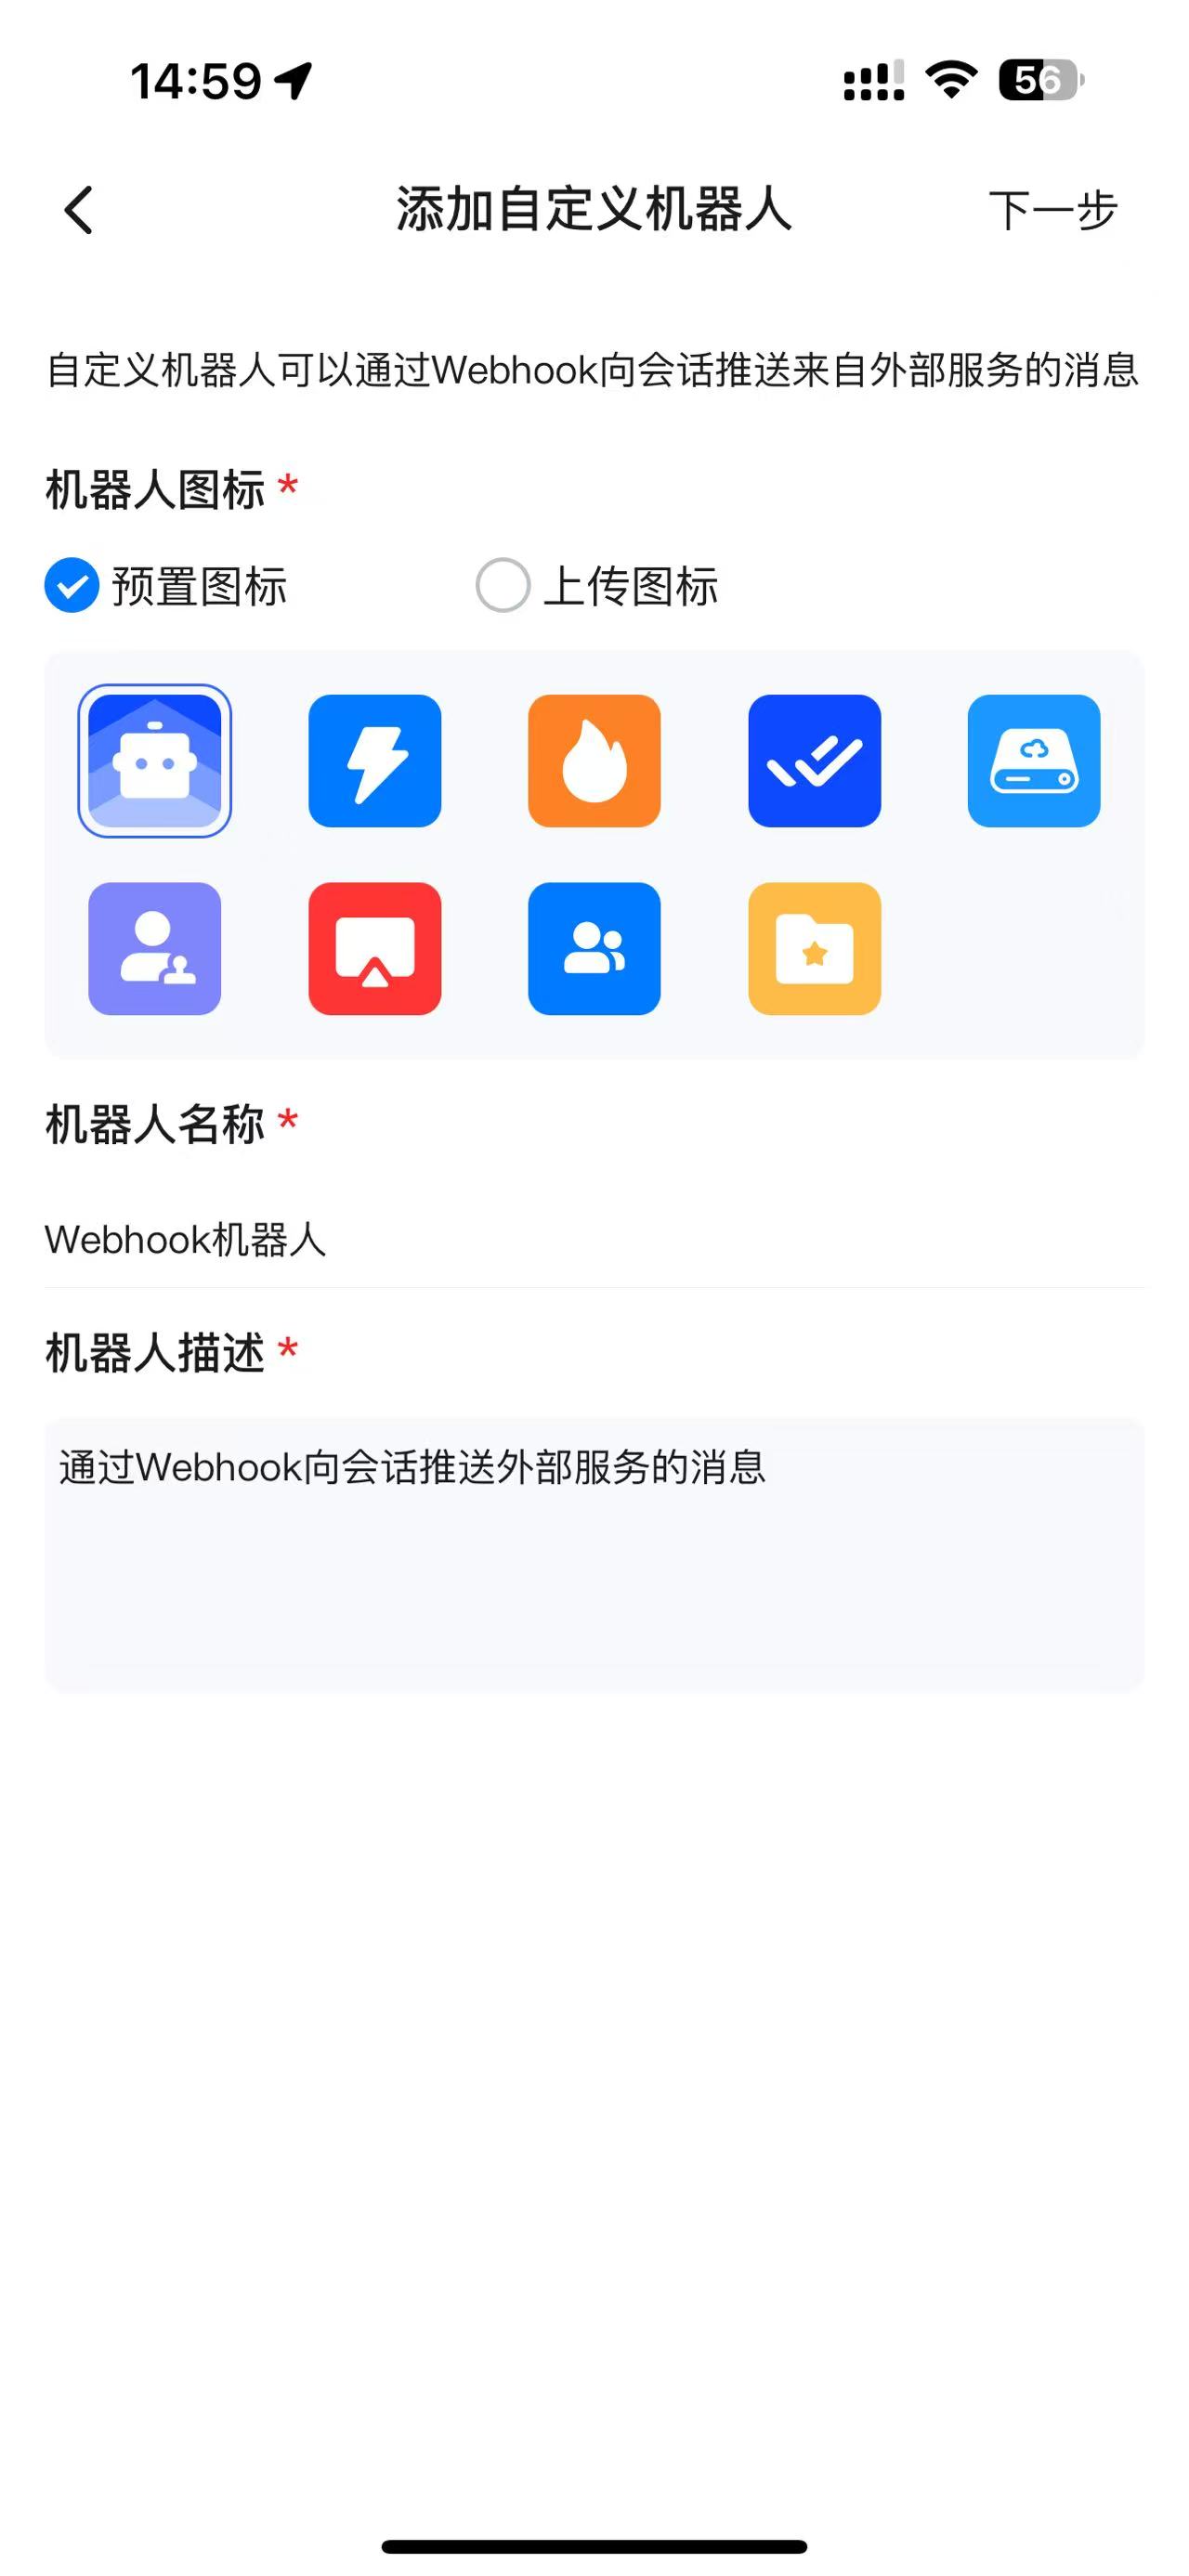 14:59
56
添加自定义机器人
下一步
自定义机器人可以通过Webhook向会话推送来自外部服务的消息
机器人图标 *
预置图标
上传图标
机器人名称 *
Webhook机器人
机器人描述 *
通过Webhook向会话推送外部服务的消息